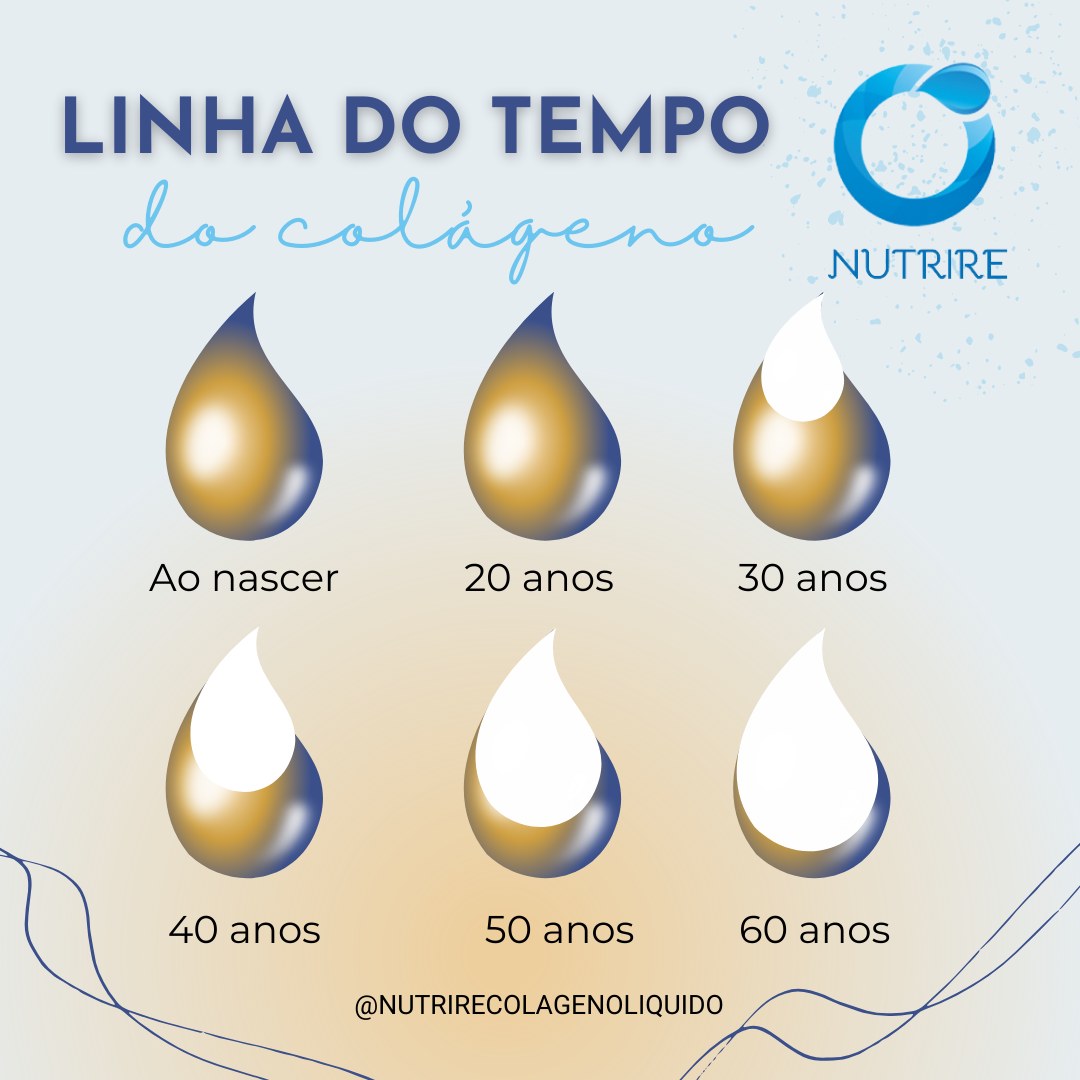 LINHA DO TEMPO
do colágeno
NUTRIRE
Ao nascer
20 anos
30 anos
40 anos
50 anos
60 anos
@NUTRIRECOLAGENOLIQUIDO